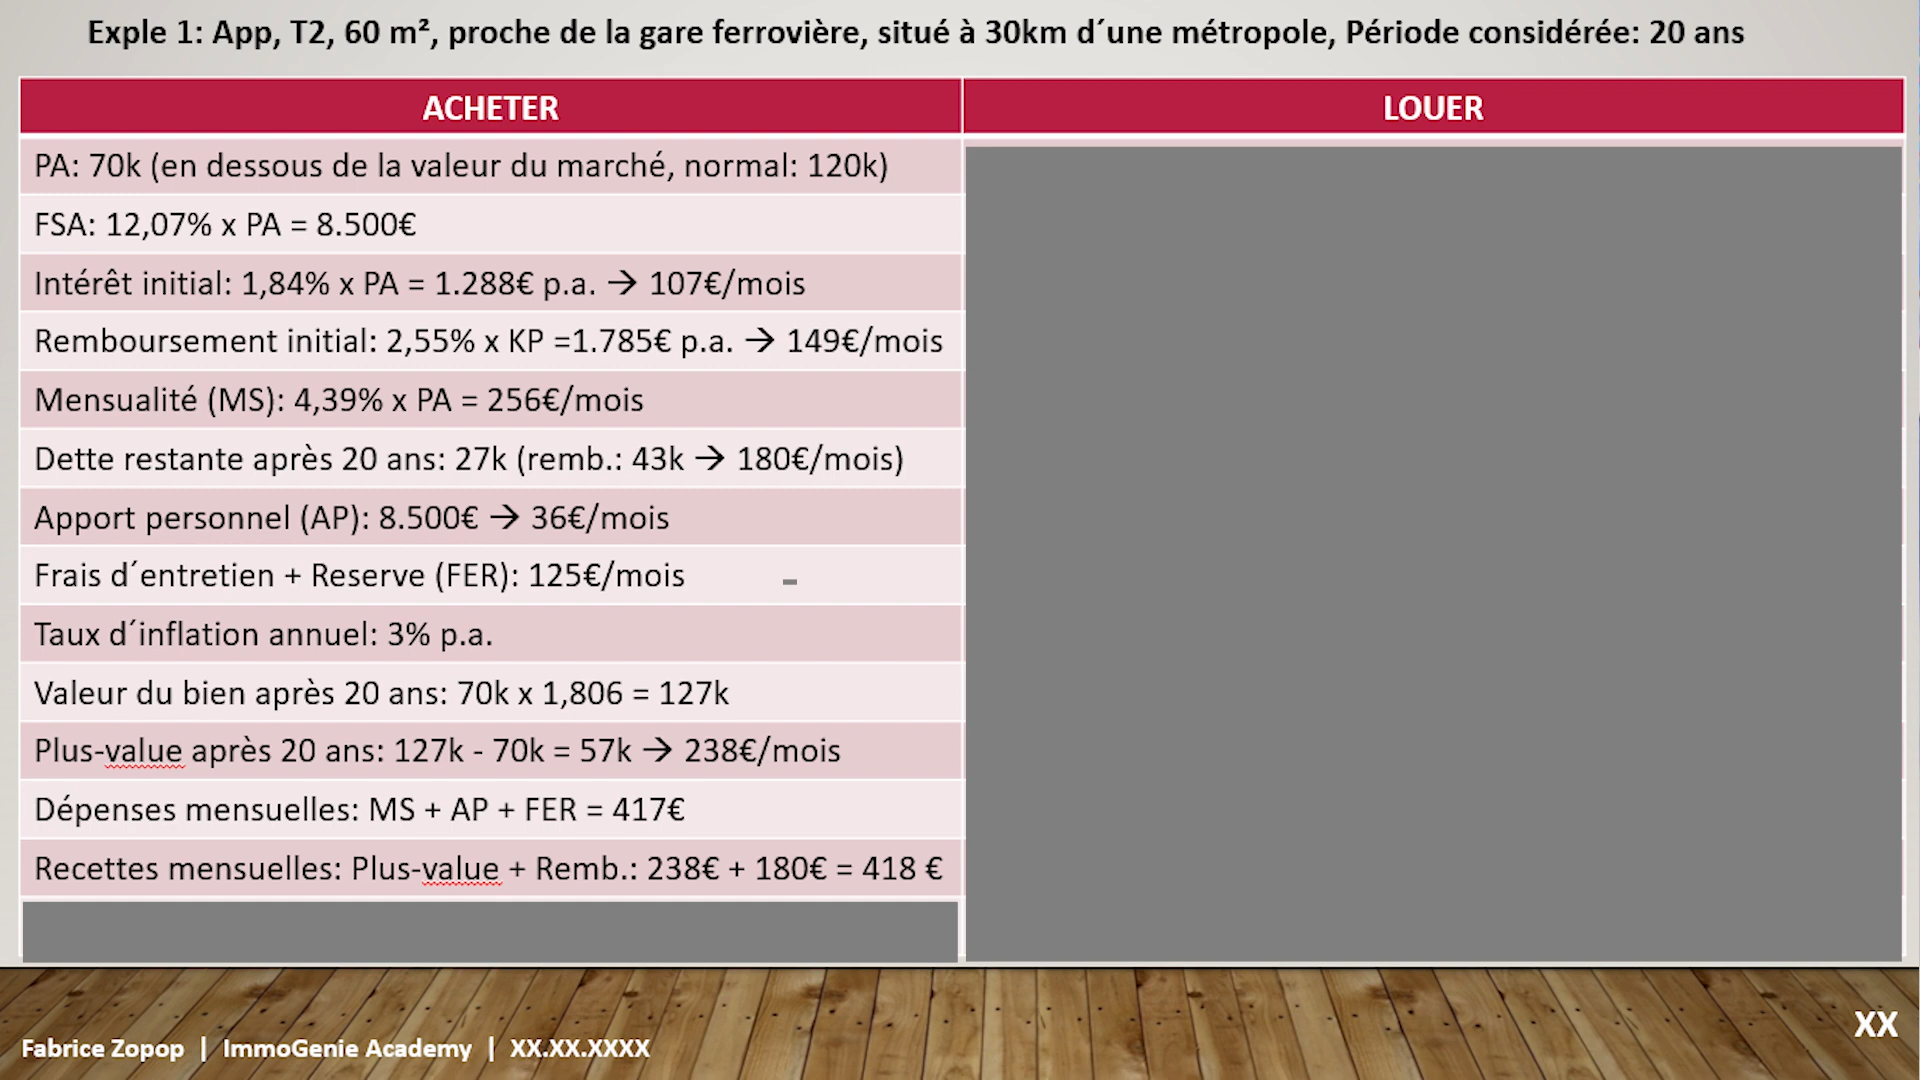 Exple 1: App, T2, 60 m², proche de la gare ferrovière, situé à 30km d´une métropole, Période considérée: 20 ans
ACHETER
LOUER
PA: 70k (en dessous de la valeur du marché, normal: 120k)
FSA: 12,07% x PA = 8.500€
Intérêt initial: 1,84% x PA = 1.288€ p.a. → 107€/mois
Remboursement initial: 2,55% x KP =1.785€ p.a. → 149€/mois
Mensualité (MS): 4,39% x PA = 256€/mois
Dette restante après 20 ans: 27k (remb.: 43k → 180€/mois)
Apport personnel (AP): 8.500€ → 36€/mois
Frais d´entretien + Reserve (FER): 125€/mois
Taux d´inflation annuel: 3% p.a.
Valeur du bien après 20 ans: 70k x 1,806 = 127k
Plus-value après 20 ans: 127k - 70k = 57k → 238€/mois
Dépenses mensuelles: MS + AP + FER = 417€
Recettes mensuelles: Plus-value + Remb.: 238€ + 180€ = 418 €
Fabrice Zopop | ImmoGenie Academy | XX.XX.XXXX
XX